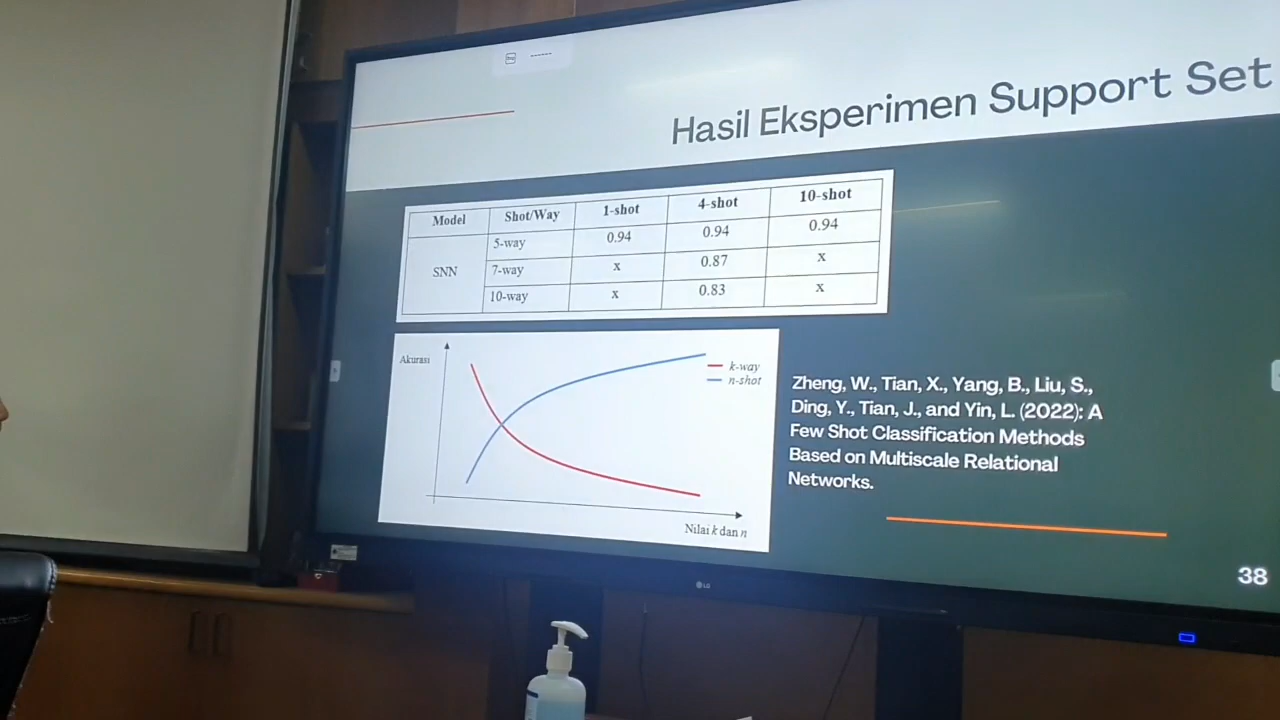 Hasil Eksperimen Support Set
Model Shot/Way 1-shot 4-shot 10-shot
SNN
5-way 0.94 0.94 0.94
7-way x 0.87 x
10-way x 0.83 x
Akurasi
k-way
n-shot
Nilai k dan n
Zheng, W., Tian, X., Yang, B., Liu, S.,
Ding, Y., Tian, J., and Yin, L. (2022): A
Few Shot Classification Methods
Based on Multiscale Relational
Networks.
38
LG